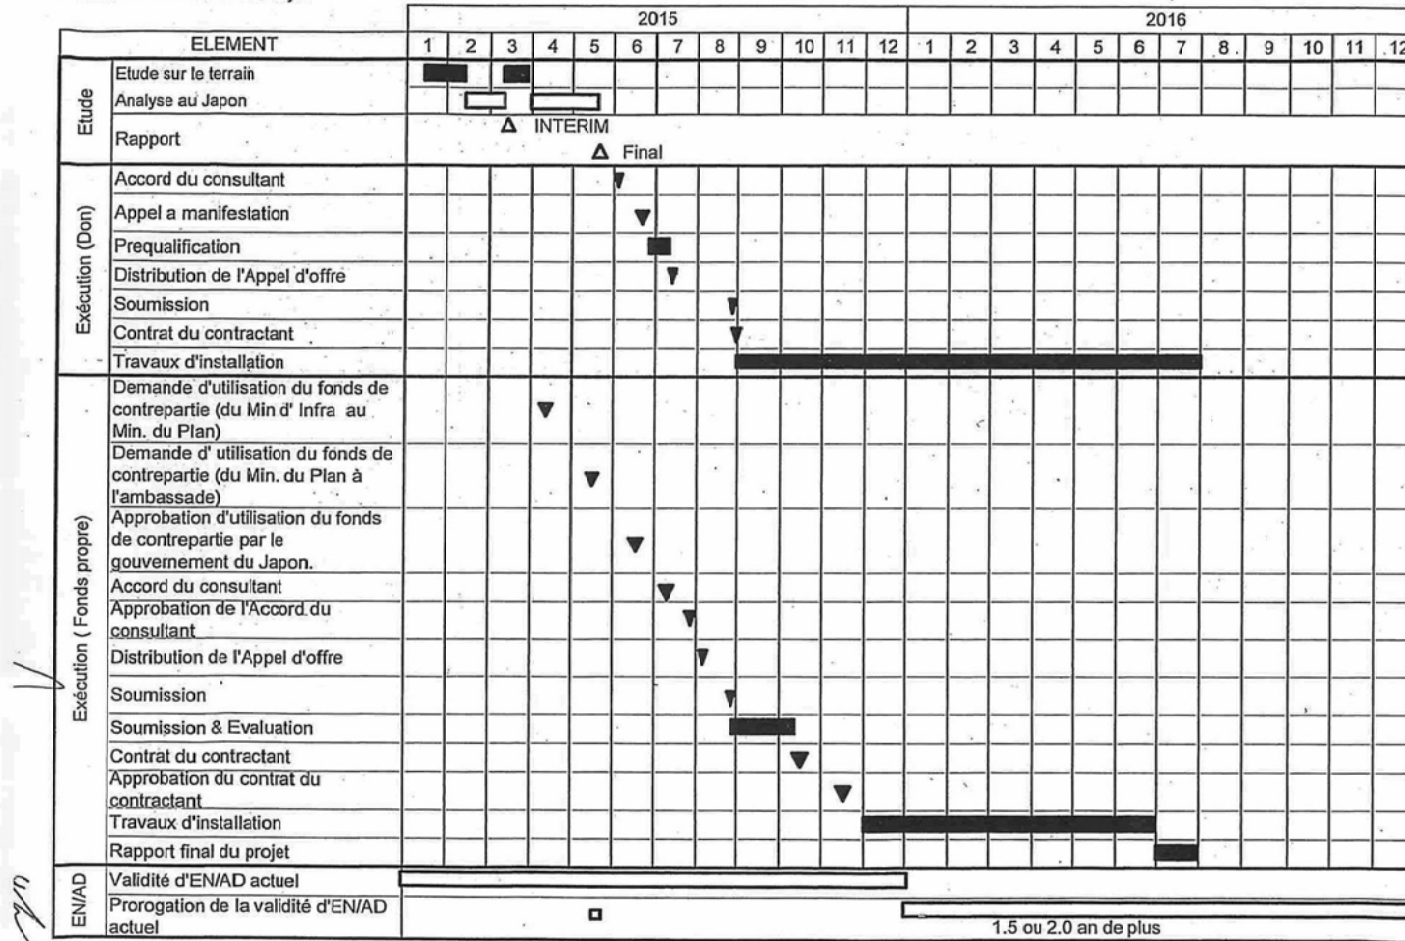 2015 2016
ELEMENT 1 2 3 4 5 6 7 8 9 10 11 12 1 2 3 4 5 6 7 8 9 10 11 12
Etude
Etude sur le terrain
Analyse au Japon
Rapport
INTERIM
Final
Exécution (Don)
Accord du consultant
Appel a manifestation
Prequalification
Distribution de l'Appel d'offre
Soumission
Contrat du contractant
Travaux d'installation
Exécution ( Fonds propre)
Demande d'utilisation du fonds de
contrepartie (du Min d' Infra au
Min. du Plan)
Demande d' utilisation du fonds de
contrepartie (du Min. du Plan à
l'ambassade)
Approbation d'utilisation du fonds
de contrepartie par le
gouvernement du Japon.
Accord du consultant
Approbation de l'Accord du
consultant
Distribution de l'Appel d'offre
Soumission
Soumission & Evaluation
Contrat du contractant
Approbation du contrat du
contractant
Travaux d'installation
Rapport final du projet
EN/AD
Validité d'EN/AD actuel
Prorogation de la validité d'EN/AD
actuel
1.5 ou 2.0 an de plus